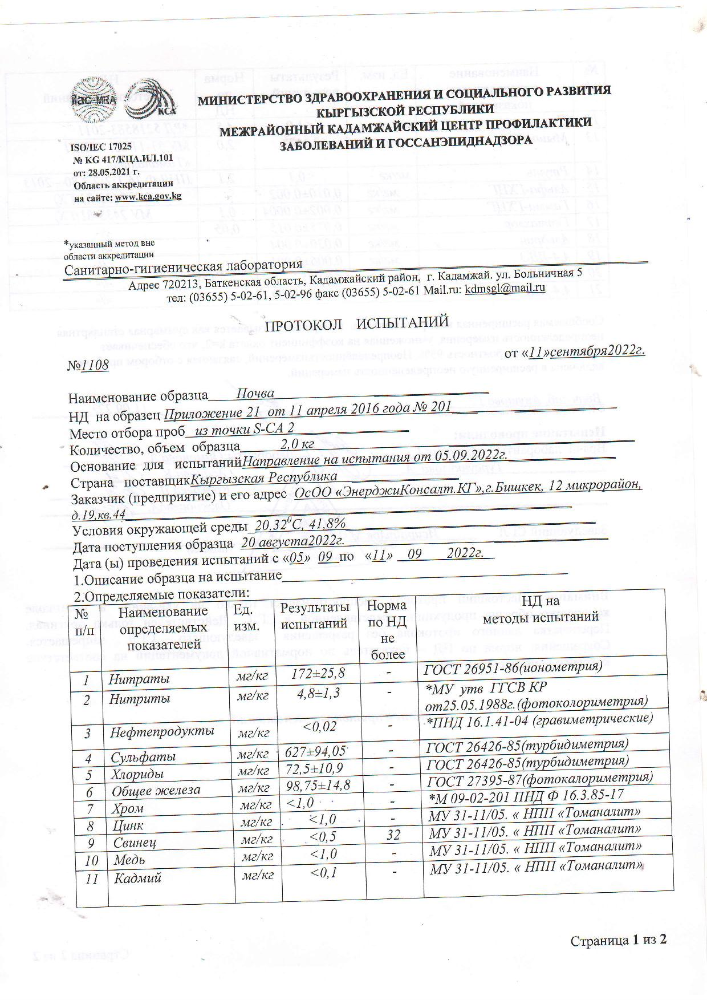 ilac-MRA КСА
МИНИСТЕРСТВО ЗДРАВООХРАНЕНИЯ И СОЦИАЛЬНОГО РАЗВИТИЯ
КЫРГЫЗСКОЙ РЕСПУБЛИКИ
МЕЖРАЙОННЫЙ КАДАМЖАЙСКИЙ ЦЕНТР ПРОФИЛАКТИКИ
ЗАБОЛЕВАНИЙ И ГОССАНЭПИДНАДЗОРА
ISO/IEC 17025
№ KG 417/КЦА.ИЛ.101
от: 28.05.2021 г.
Область аккредитации
на сайте: www.kca.gov.kg
*указанный метод вне
области аккредитации
Санитарно-гигиеническая лаборатория
Адрес 720213, Баткенская область, Кадамжайский район, г. Кадамжай. ул. Больничная 5
тел: (03655) 5-02-61, 5-02-96 факс (03655) 5-02-61 Mail.ru: kdmsgl@mail.ru
ПРОТОКОЛ ИСПЫТАНИЙ
№1108 от «11»сентября2022г.
Наименование образца Почва
НД на образец Приложение 21 от 11 апреля 2016 года № 201
Место отбора проб из точки S-CA 2
Количество, объем образца 2,0 кг
Основание для испытанийНаправление на испытания от 05.09.2022г.
Страна поставщикКыргызская Республика
Заказчик (предприятие) и его адрес ОсОО «ЭнерджиКонсалт.КГ»,г.Бишкек, 12 микрорайон,
д.19,кв.44
Условия окружающей среды 20,32⁰С, 41,8%
Дата поступления образца 20 августа2022г.
Дата (ы) проведения испытаний с «05» 09 по «11» 09 2022г.
1.Описание образца на испытание
2.Определяемые показатели:
№ п/п Наименование определяемых показателей Ед. изм. Результаты испытаний Норма по НД не более НД на методы испытаний
1 Нитраты мг/кг 172±25,8 - ГОСТ 26951-86(ионометрия)
2 Нитриты мг/кг 4,8±1,3 - *МУ утв ГГСВ КР
от25.05.1988г.(фотоколориметрия)
3 Нефтепродукты мг/кг <0,02 - *ПНД 16.1.41-04 (гравиметрические)
4 Сульфаты мг/кг 627±94,05 - ГОСТ 26426-85(турбидиметрия)
5 Хлориды мг/кг 72,5±10,9 - ГОСТ 26426-85(турбидиметрия)
6 Общее железа мг/кг 98,75±14,8 - ГОСТ 27395-87(фотокалориметрия)
7 Хром мг/кг <1,0 - *М 09-02-201 ПНД Ф 16.3.85-17
8 Цинк мг/кг <1,0 - МУ 31-11/05. « НПП «Томаналит»
9 Свинец мг/кг <0,5 32 МУ 31-11/05. « НПП «Томаналит»
10 Медь мг/кг <1,0 - МУ 31-11/05. « НПП «Томаналит»
11 Кадмий мг/кг <0,1 - МУ 31-11/05. « НПП «Томаналит»
Страница 1 из 2